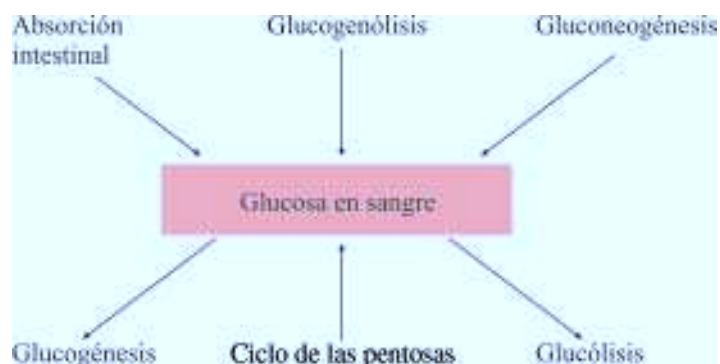 Absorción
intestinal
Glucogenólisis
Gluconeogénesis
Glucosa en sangre
Glucogénesis
Ciclo de las pentosas
Glucólisis